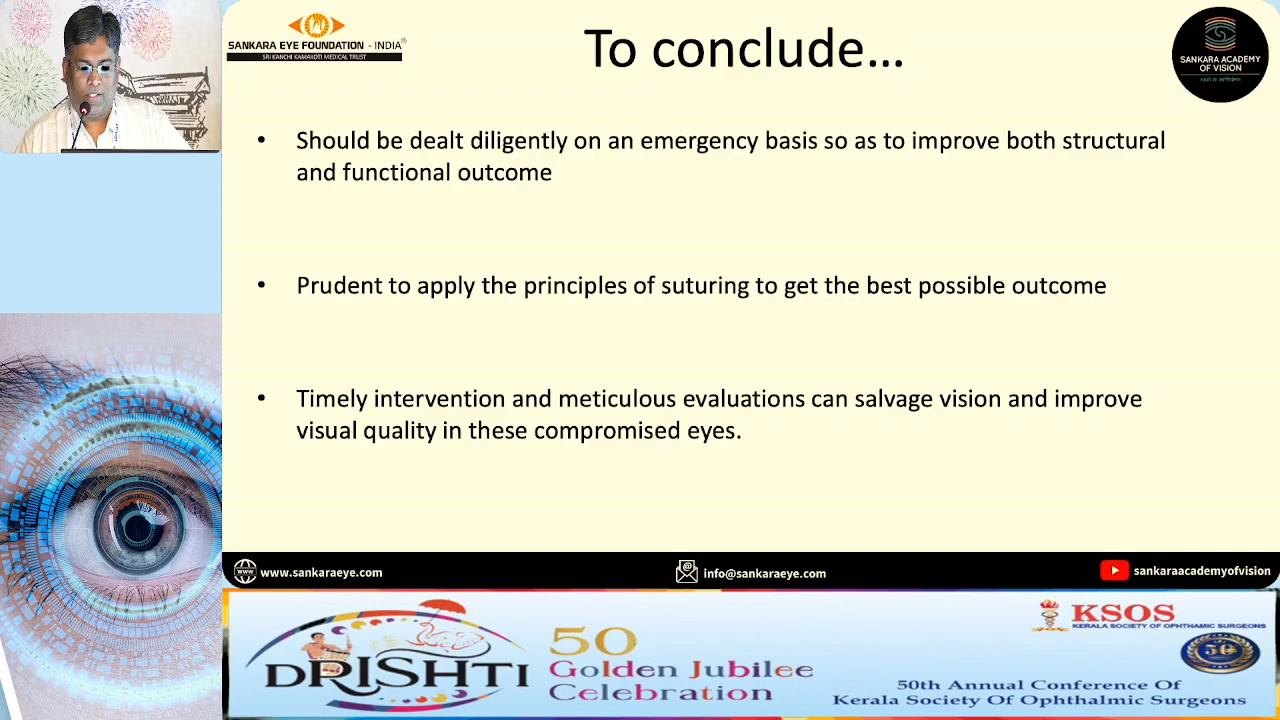 SANKARA EYE FOUNDATION - INDIA
SRI KANCHI KAMAKOTI MEDICAL TRUST
To conclude…
SANKARA ACADEMY
OF VISION
• Should be dealt diligently on an emergency basis so as to improve both structural
and functional outcome
• Prudent to apply the principles of suturing to get the best possible outcome
• Timely intervention and meticulous evaluations can salvage vision and improve
visual quality in these compromised eyes.
www.sankaraeye.com
info@sankaraeye.com
sankaraacademyofvision
DRISHTI
50
Golden Jubilee
Celebration
KSOS
KERALA SOCIETY OF OPHTHAMIC SURGEONS
50
50th Annual Conference Of
Kerala Society Of Ophthalmic Surgeons